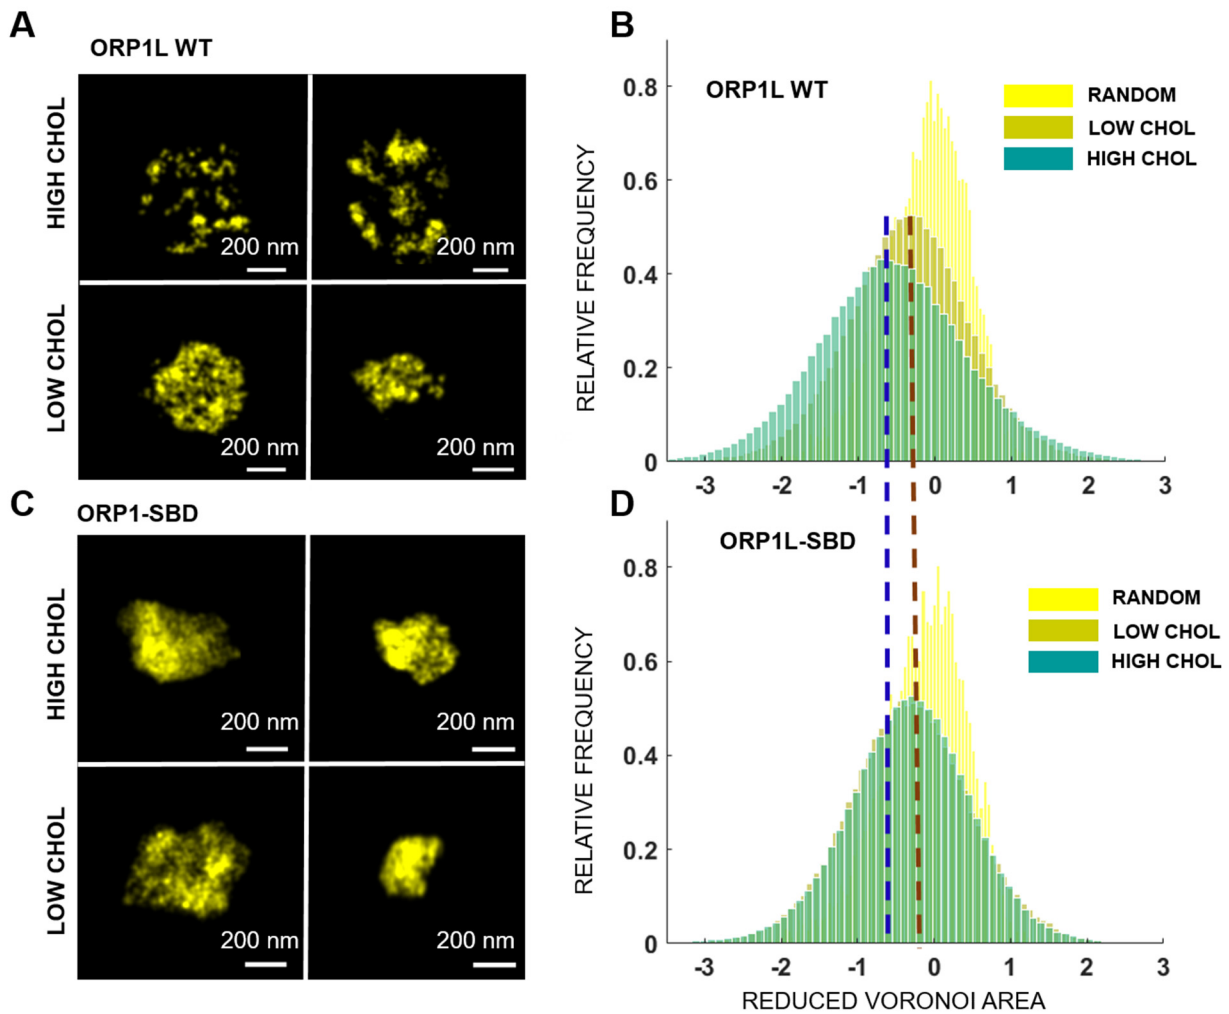 A
ORP1L WT
HIGH CHOL
200 nm
200 nm
LOW CHOL
200 nm
200 nm
B
ORP1L WT
RANDOM
LOW CHOL
HIGH CHOL
RELATIVE FREQUENCY
0.8
0.6
0.4
0.2
0
-3 -2 -1 0 1 2 3
C
ORP1-SBD
HIGH CHOL
200 nm
200 nm
LOW CHOL
200 nm
200 nm
D
ORP1L-SBD
RANDOM
LOW CHOL
HIGH CHOL
RELATIVE FREQUENCY
0.8
0.6
0.4
0.2
0
-3 -2 -1 0 1 2 3
REDUCED VORONOI AREA